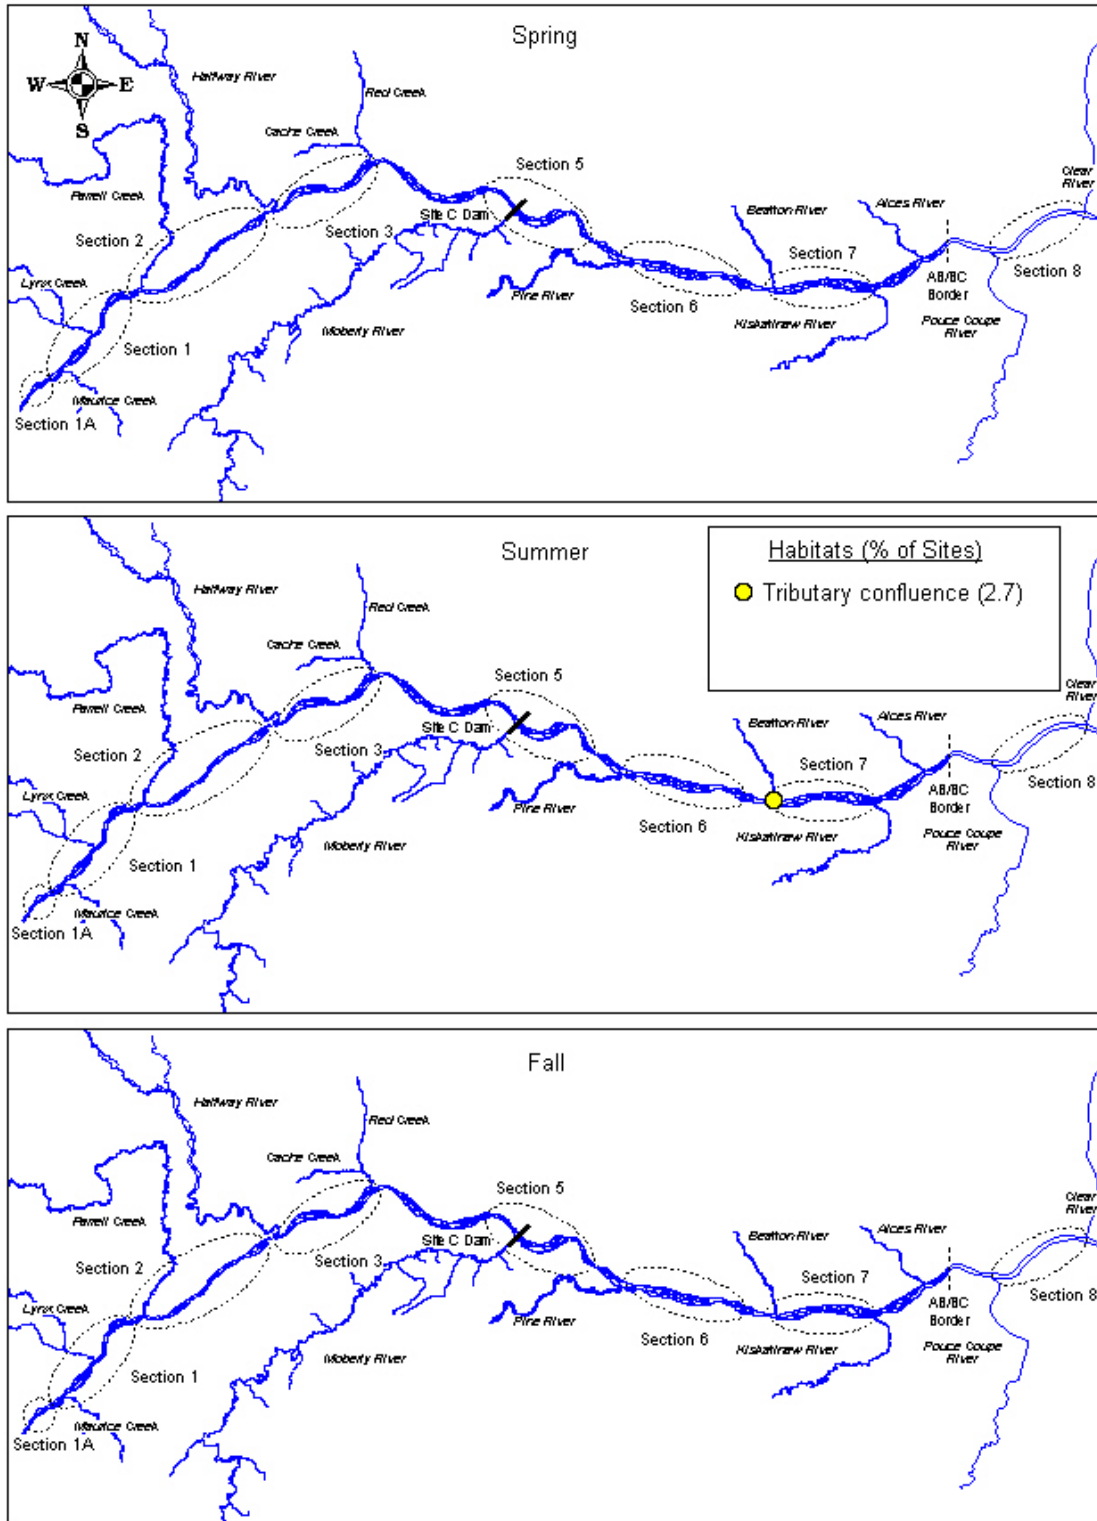 Spring
N
W E
S
Halfway River
Red Creek
Cache Creek
Section 5
Farrell Creek
Site C Dam
Section 2
Section 3
Beatton River
Alces River
Clear
River
Lynx Creek
Pine River
Section 7
Section 8
AB/BC
Border
Section 6
Kiskatinaw River
Pouce Coupe
River
Moberly River
Section 1
Maurice Creek
Section 1A
Summer
Habitats (% of Sites)
Tributary confluence (2.7)
Halfway River
Red Creek
Cache Creek
Section 5
Farrell Creek
Site C Dam
Section 2
Section 3
Beatton River
Alces River
Clear
River
Lynx Creek
Pine River
Section 7
Section 8
AB/BC
Border
Section 6
Kiskatinaw River
Pouce Coupe
River
Moberly River
Section 1
Maurice Creek
Section 1A
Fall
Halfway River
Red Creek
Cache Creek
Section 5
Farrell Creek
Site C Dam
Section 2
Section 3
Beatton River
Alces River
Clear
River
Lynx Creek
Pine River
Section 7
Section 8
AB/BC
Border
Section 6
Kiskatinaw River
Pouce Coupe
River
Moberly River
Section 1
Maurice Creek
Section 1A